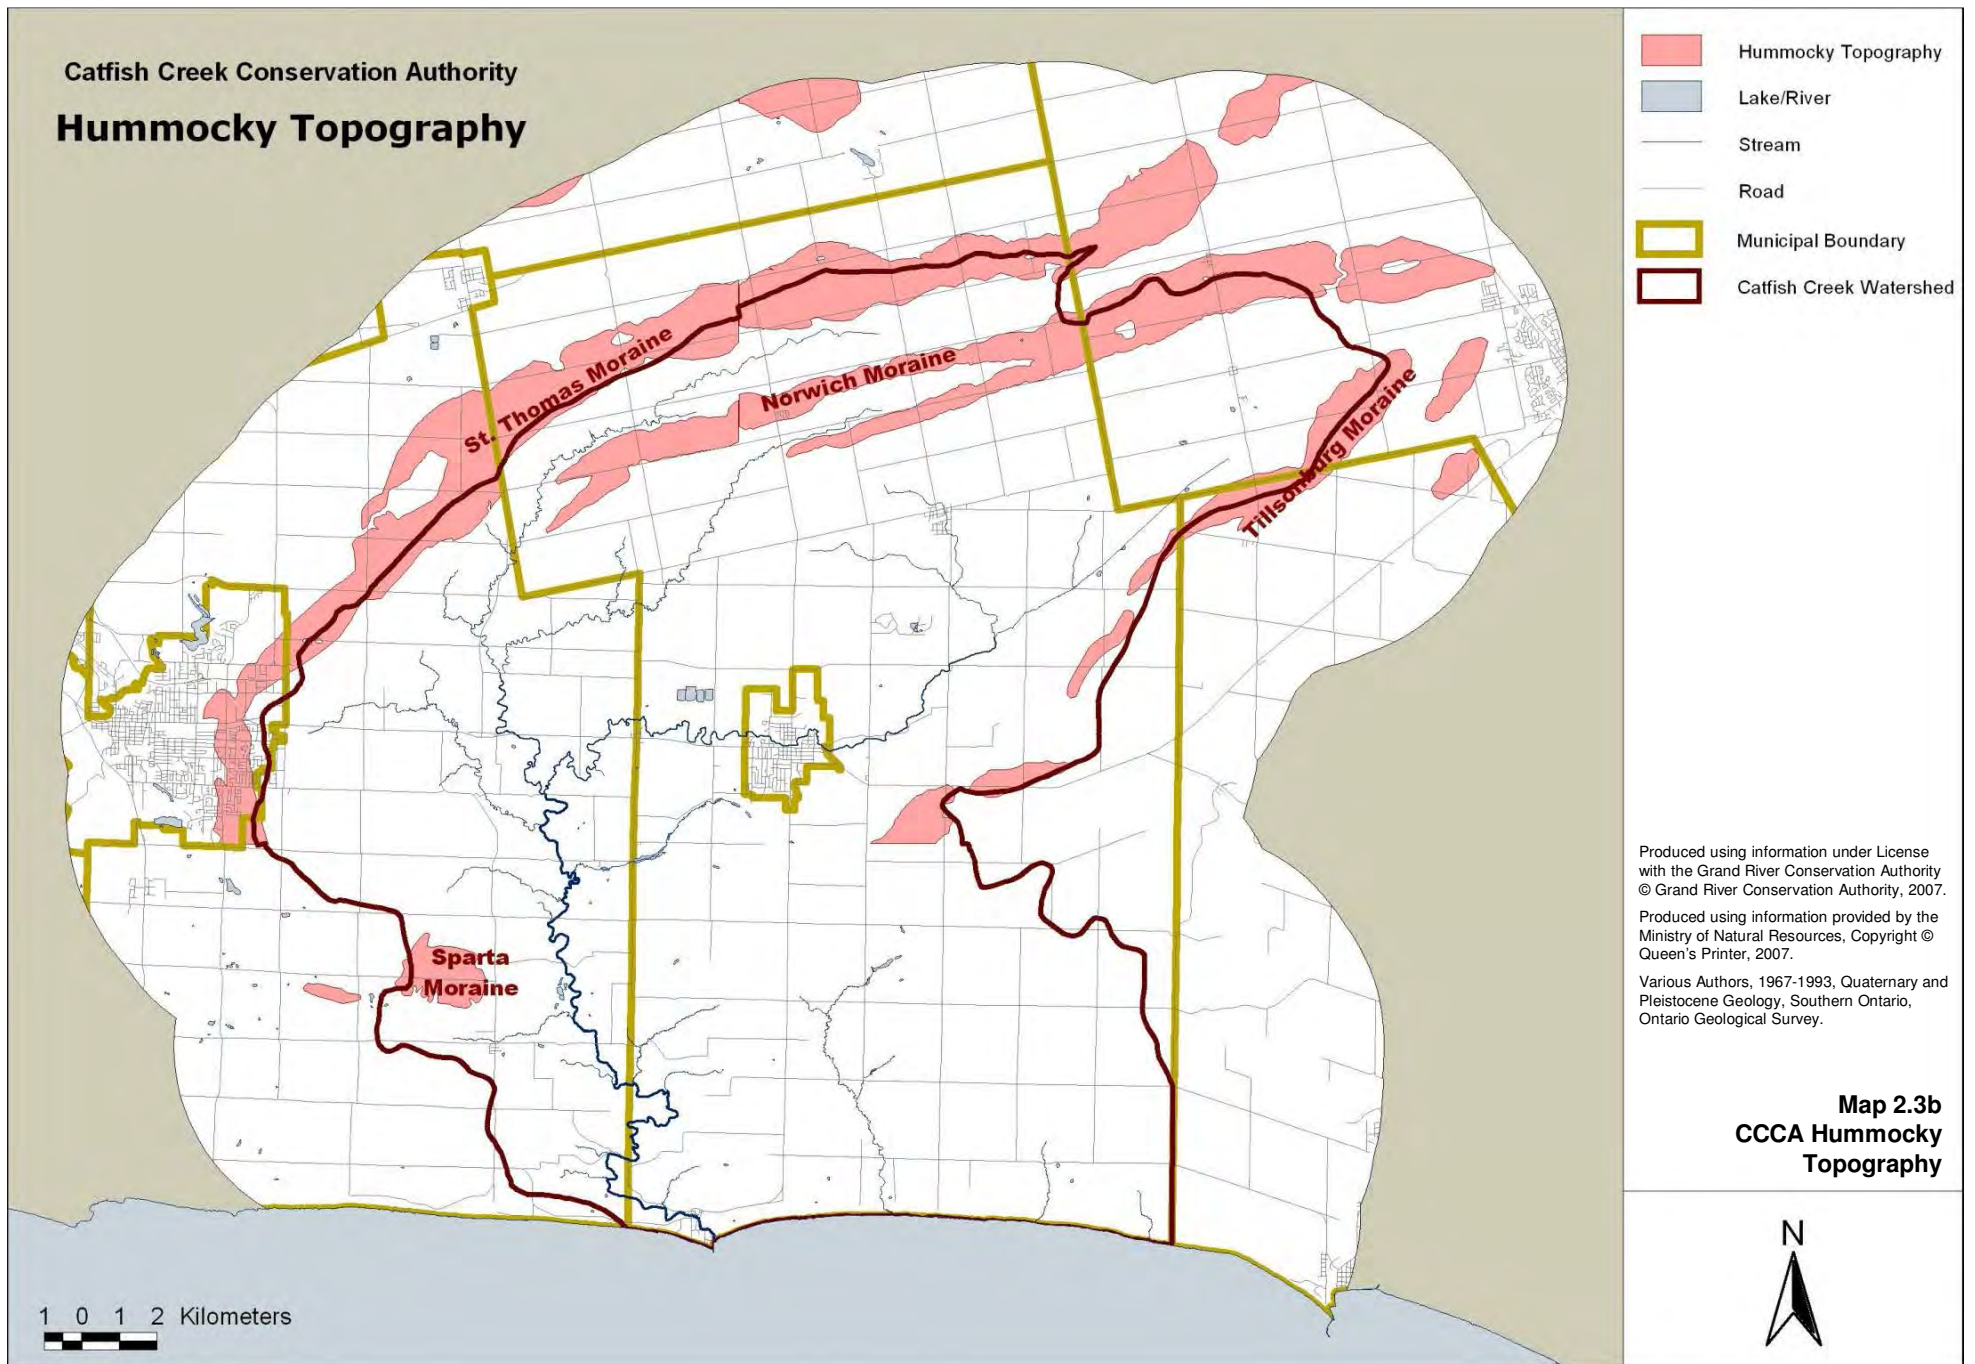 Catfish Creek Conservation Authority
Hummocky Topography
St. Thomas Moraine
Norwich Moraine
Tillsonburg Moraine
Sparta
Moraine
1 0 1 2 Kilometers
Hummocky Topography
Lake/River
Stream
Road
Municipal Boundary
Catfish Creek Watershed
Produced using information under License
with the Grand River Conservation Authority
© Grand River Conservation Authority, 2007.
Produced using information provided by the
Ministry of Natural Resources, Copyright ©
Queen's Printer, 2007.
Various Authors, 1967-1993, Quaternary and
Pleistocene Geology, Southern Ontario,
Ontario Geological Survey.
Map 2.3b
CCCA Hummocky
Topography
N